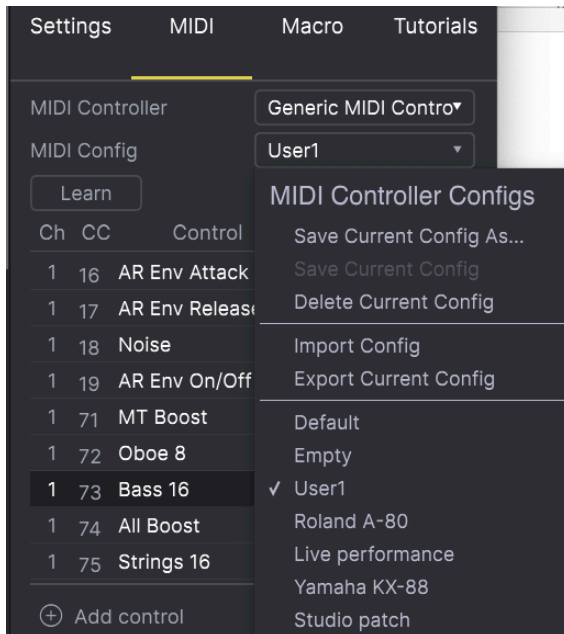 Settings MIDI Macro Tutorials
MIDI Controller Generic MIDI Contro
MIDI Config User1
Learn
Ch CC Control
1 16 AR Env Attack
1 17 AR Env Release
1 18 Noise
1 19 AR Env On/Off
1 71 MT Boost
1 72 Oboe 8
1 73 Bass 16
1 74 All Boost
1 75 Strings 16
Add control
MIDI Controller Configs
Save Current Config As...
Save Current Config
Delete Current Config
Import Config
Export Current Config
Default
Empty
✓ User1
Roland A-80
Live performance
Yamaha KX-88
Studio patch